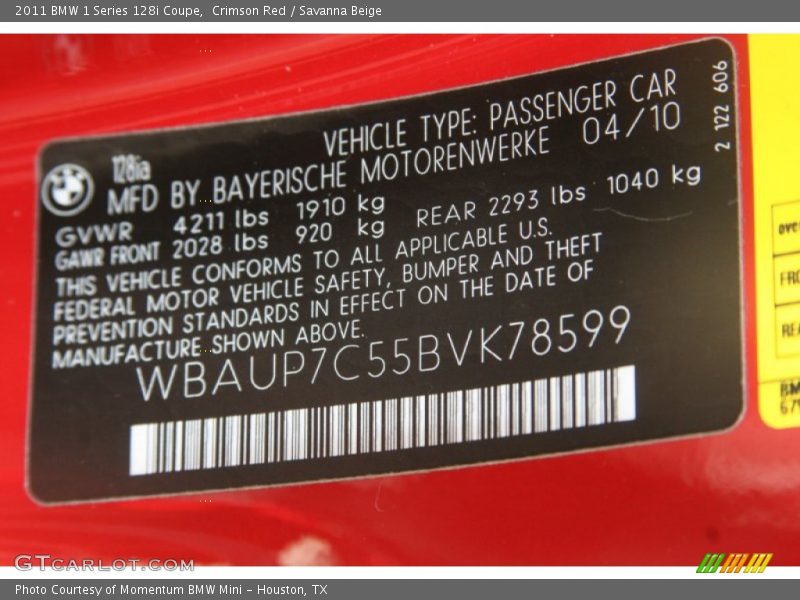 2011 BMW 1 Series 128i Coupe,  Crimson Red / Savanna Beige
128ia
VEHICLE TYPE: PASSENGER CAR
MFD BY BAYERISCHE MOTORENWERKE 04/10
GVWR 4211 lbs 1910 kg
GAWR FRONT 2028 lbs 920 kg REAR 2293 lbs 1040 kg
THIS VEHICLE CONFORMS TO ALL APPLICABLE U.S.
FEDERAL MOTOR VEHICLE SAFETY, BUMPER AND THEFT
PREVENTION STANDARDS IN EFFECT ON THE DATE OF
MANUFACTURE SHOWN ABOVE.
WBAUP7C55BVK78599
2 122 606
GTCARLOT.COM
Photo Courtesy of Momentum BMW Mini - Houston, TX